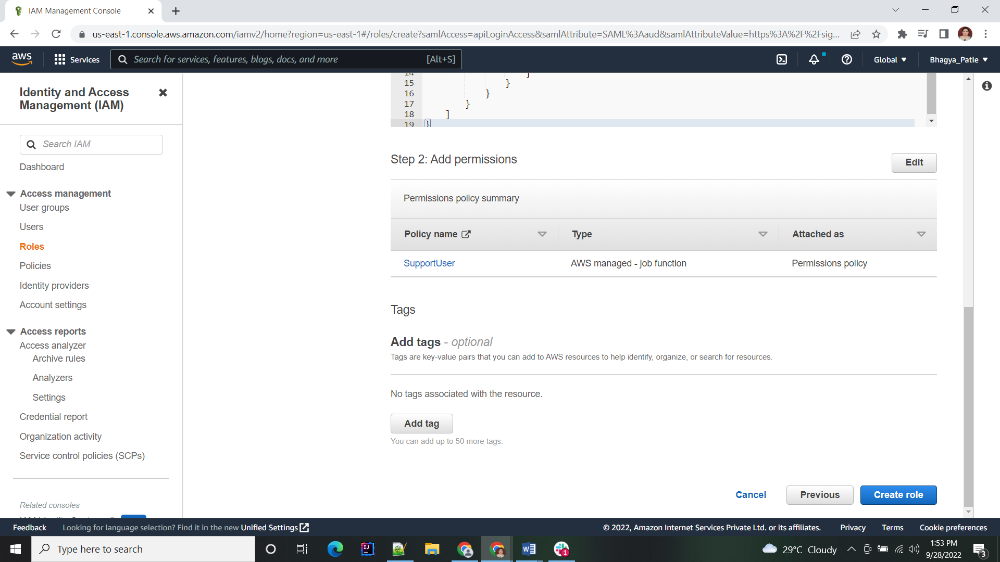 IAM Management Console
us-east-1.console.aws.amazon.com/iamv2/home?region=us-east-1#/roles/create?samlAccess=apiLoginAccess&samlAttribute=SAML%3Aaud&samlAttributeValue=https%3A%2F%2Fsig...
aws Services Search for services, features, blogs, docs, and more [Alt+S] Global Bhagya_Patle
Identity and Access
Management (IAM)
Search IAM
Dashboard
Access management
User groups
Users
Roles
Policies
Identity providers
Account settings
Access reports
Access analyzer
Archive rules
Analyzers
Settings
Credential report
Organization activity
Service control policies (SCPs)
Related consoles
14 ]
15 }
16 }
17 }
18 ]
19 }
Step 2: Add permissions
Edit
Permissions policy summary
Policy name Type Attached as
SupportUser AWS managed - job function Permissions policy
Tags
Add tags - optional
Tags are key-value pairs that you can add to AWS resources to help identify, organize, or search for resources.
No tags associated with the resource.
Add tag
You can add up to 50 more tags.
Cancel Previous Create role
Feedback Looking for language selection? Find it in the new Unified Settings © 2022, Amazon Internet Services Private Ltd. or its affiliates. Privacy Terms Cookie preferences
Type here to search
IJ
W
1
29°C Cloudy
1:53 PM
9/28/2022
3